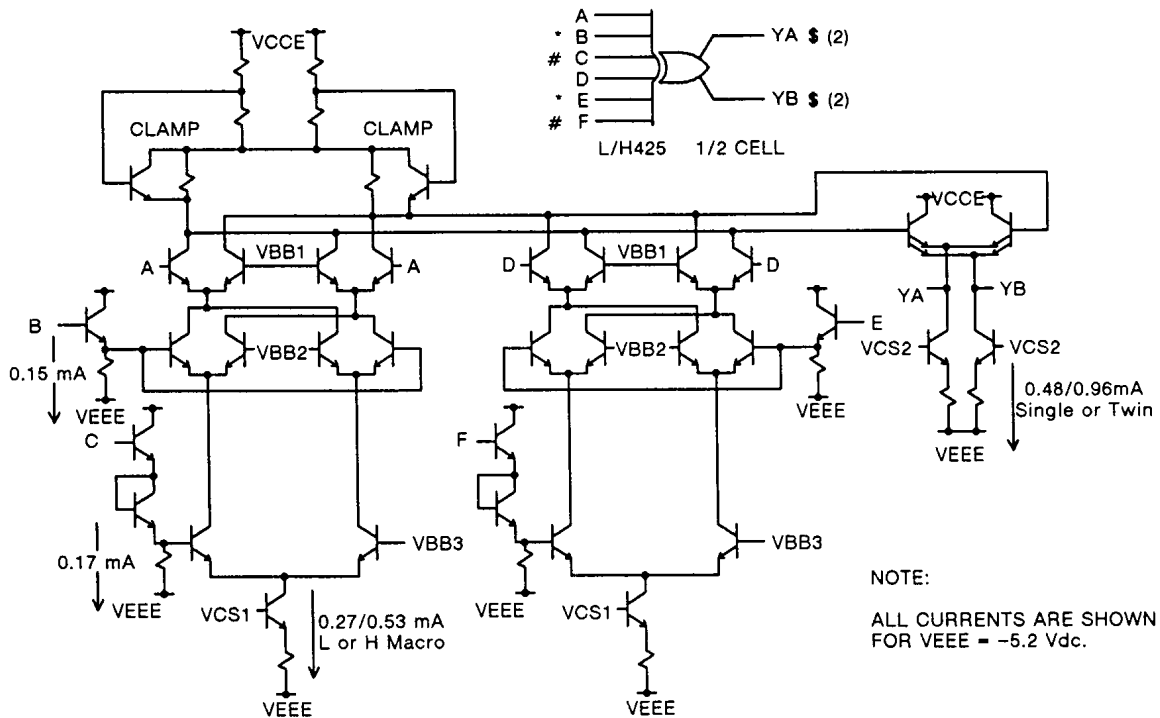 VCCE
CLAMP
CLAMP
A
* B
# C
D
* E
# F
YA $ (2)
YB $ (2)
L/H425 1/2 CELL
VCCE
A
VBB1
A
D
VBB1
D
YA
YB
B
VBB2
VBB2
E
VCS2
VCS2
0.15 mA
VEEE
VEEE
0.48/0.96mA
Single or Twin
VEEE
C
F
0.17 mA
VBB3
VBB3
VEEE
VEEE
VCS1
0.27/0.53 mA
L or H Macro
VCS1
VEEE
VEEE
NOTE:
ALL CURRENTS ARE SHOWN
FOR VEEE = -5.2 Vdc.